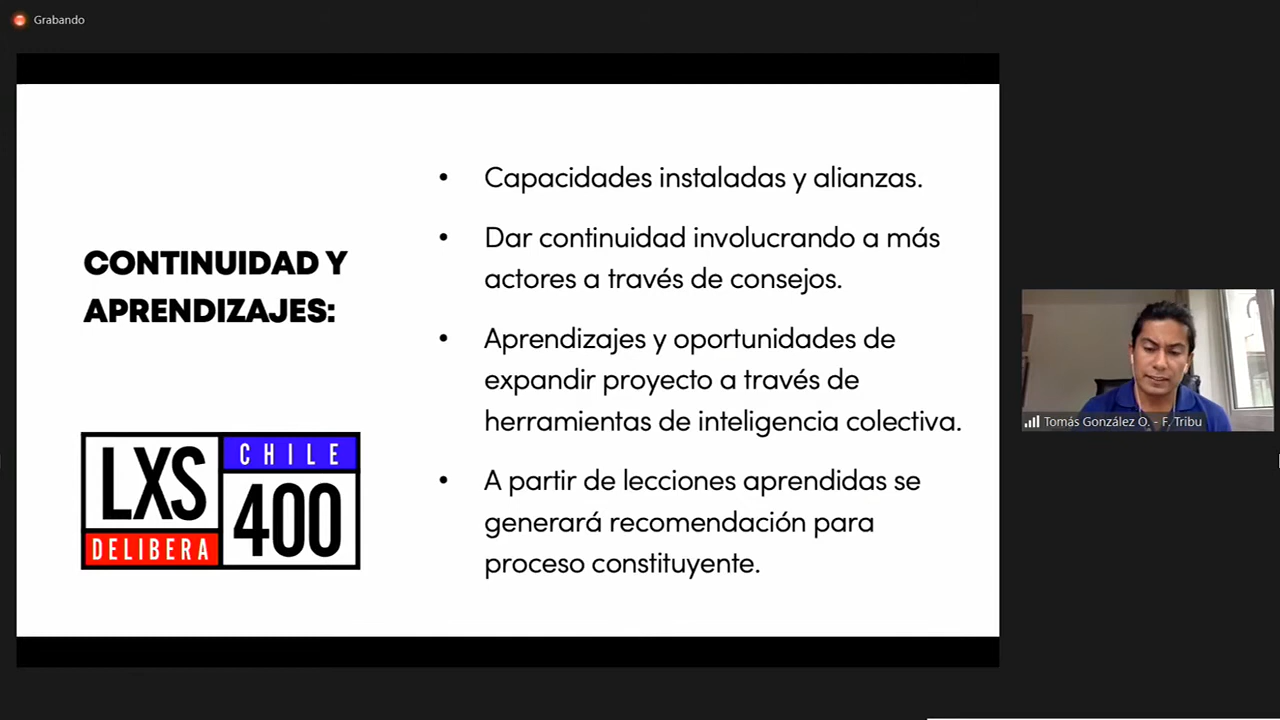 Grabando
CONTINUIDAD Y
APRENDIZAJES:
LXS
CHILE
DELIBERA
400
• Capacidades instaladas y alianzas.
• Dar continuidad involucrando a más
actores a través de consejos.
• Aprendizajes y oportunidades de
expandir proyecto a través de
herramientas de inteligencia colectiva.
• A partir de lecciones aprendidas se
generará recomendación para
proceso constituyente.
Tomás González O. - F. Tribu